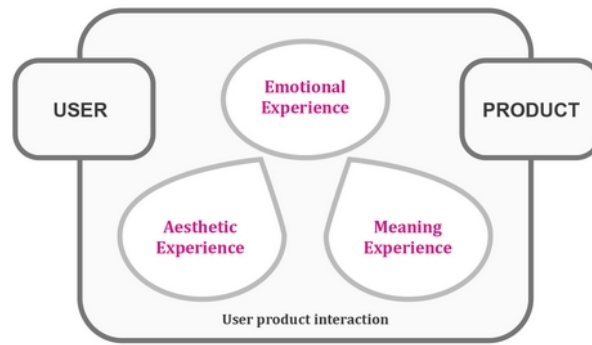 Emotional
Experience
USER
PRODUCT
Aesthetic
Experience
Meaning
Experience
User product interaction